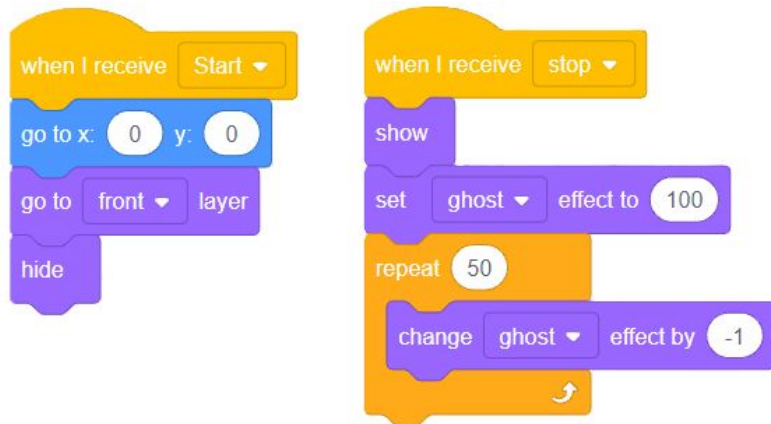 when I receive Start
go to x: 0 y: 0
go to front layer
hide
when I receive stop
show
set ghost effect to 100
repeat 50
change ghost effect by -1